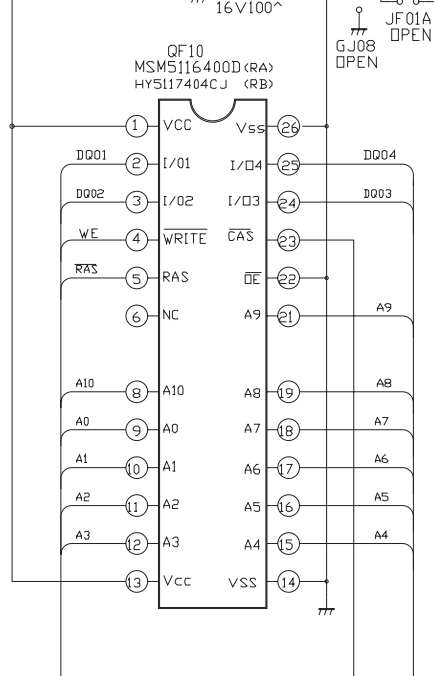 16V100^
JF01A
OPEN
GJ08
OPEN
QF10
MSM5116400D (RA)
HY5117404CJ (RB)
1 VCC Vss 26
DQ01 2 I/O1 I/O4 25 DQ04
DQ02 3 I/O2 I/O3 24 DQ03
WE 4 WRITE CAS 23
RAS 5 RAS OE 22
6 NC A9 21 A9
A10 8 A10 A8 19 A8
A0 9 A0 A7 18 A7
A1 10 A1 A6 17 A6
A2 11 A2 A5 16 A5
A3 12 A3 A4 15 A4
13 Vcc VSS 14